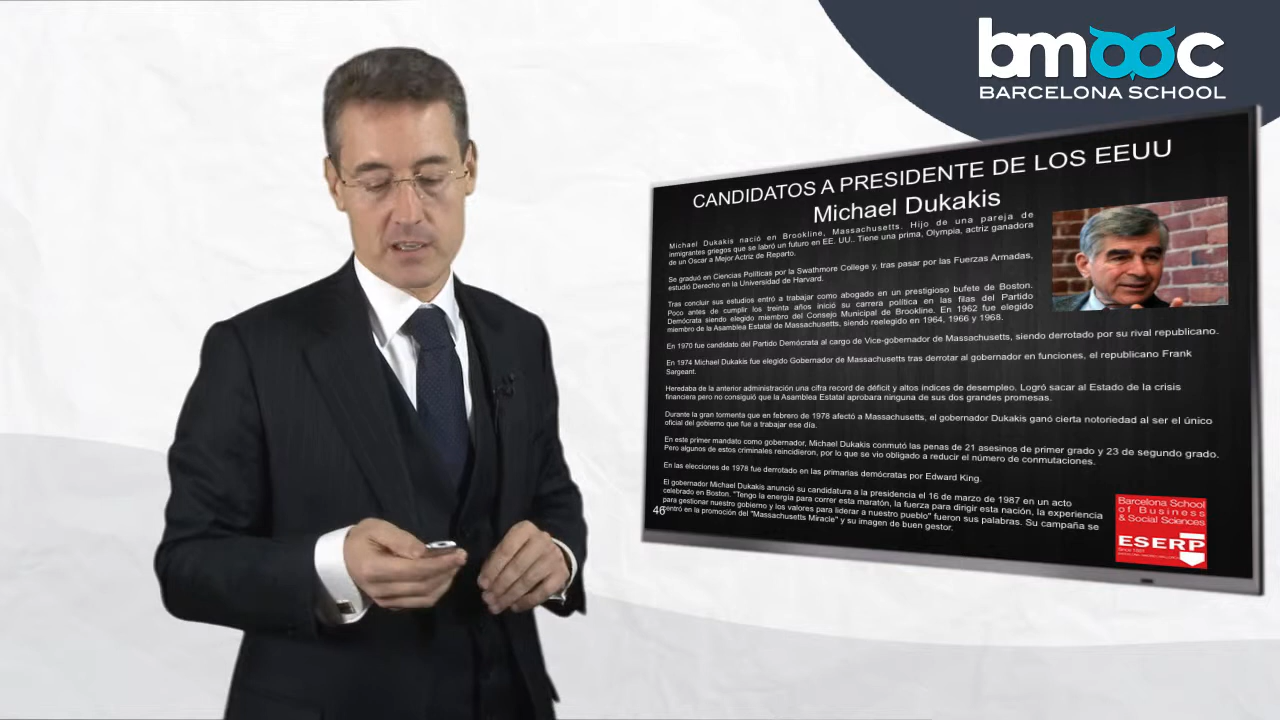 bmooc
BARCELONA SCHOOL
CANDIDATOS A PRESIDENTE DE LOS EEUU
Michael Dukakis
Michael Dukakis nació en Brookline, Massachusetts. Hijo de una pareja de
inmigrantes griegos que se labró un futuro en EE. UU.. Tiene una prima, Olympia, actriz ganadora
de un Oscar a Mejor Actriz de Reparto.
Se graduó en Ciencias Políticas por la Swathmore College y, tras pasar por las Fuerzas Armadas,
estudió Derecho en la Universidad de Harvard.
Tras concluir sus estudios entró a trabajar como abogado en un prestigioso bufete de Boston.
Poco antes de cumplir los treinta años inició su carrera política en las filas del Partido
Demócrata siendo elegido miembro del Consejo Municipal de Brookline. En 1962 fue elegido
miembro de la Asamblea Estatal de Massachusetts, siendo reelegido en 1964, 1966 y 1968.
En 1970 fue candidato del Partido Demócrata al cargo de Vice-gobernador de Massachusetts, siendo derrotado por su rival republicano.
En 1974 Michael Dukakis fue elegido Gobernador de Massachusetts tras derrotar al gobernador en funciones, el republicano Frank
Sargeant.
Heredaba de la anterior administración una cifra record de déficit y altos índices de desempleo. Logró sacar al Estado de la crisis
financiera pero no consiguió que la Asamblea Estatal aprobara ninguna de sus dos grandes promesas.
Durante la gran tormenta que en febrero de 1978 afectó a Massachusetts, el gobernador Dukakis ganó cierta notoriedad al ser el único
oficial del gobierno que fue a trabajar ese día.
En este primer mandato como gobernador, Michael Dukakis conmutó las penas de 21 asesinos de primer grado y 23 de segundo grado.
Pero algunos de estos criminales reincidieron, por lo que se vio obligado a reducir el número de conmutaciones.
En las elecciones de 1978 fue derrotado en las primarias demócratas por Edward King.
El gobernador Michael Dukakis anunció su candidatura a la presidencia el 16 de marzo de 1987 en un acto
celebrado en Boston. "Tengo la energía para correr esta maratón, la fuerza para dirigir esta nación, la experiencia
para gestionar nuestro gobierno y los valores para liderar a nuestro pueblo" fueron sus palabras. Su campaña se
centró en la promoción del "Massachusetts Miracle" y su imagen de buen gestor.
46
Barcelona School
of Business
& Social Sciences
ESERP